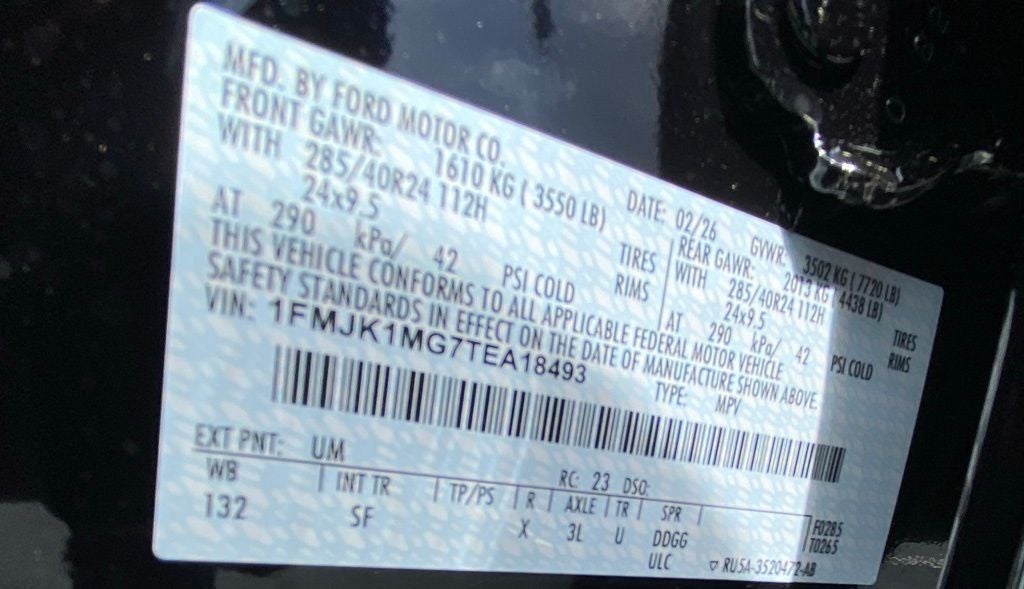 MFD. BY FORD MOTOR CO.
DATE: 02/26 GVWR: 3502 KG ( 7720 LB)
FRONT GAWR: 1610 KG ( 3550 LB)
WITH 285/40R24 112H TIRES
24x9.5 RIMS
AT 290 kPa/ 42 PSI COLD
REAR GAWR: 2013 KG ( 4438 LB)
WITH 285/40R24 112H TIRES
24x9.5 RIMS
AT 290 kPa/ 42 PSI COLD
THIS VEHICLE CONFORMS TO ALL APPLICABLE FEDERAL MOTOR VEHICLE
SAFETY STANDARDS IN EFFECT ON THE DATE OF MANUFACTURE SHOWN ABOVE.
VIN: 1FMJK1MG7TEA18493
TYPE: MPV
EXT PNT: UM RC: 23 DSO:
WB INT TR TP/PS R AXLE TR SPR
132 SF X 3L U DDGG
ULC
F0285
T0265
▽ RU5A-3520472-AB